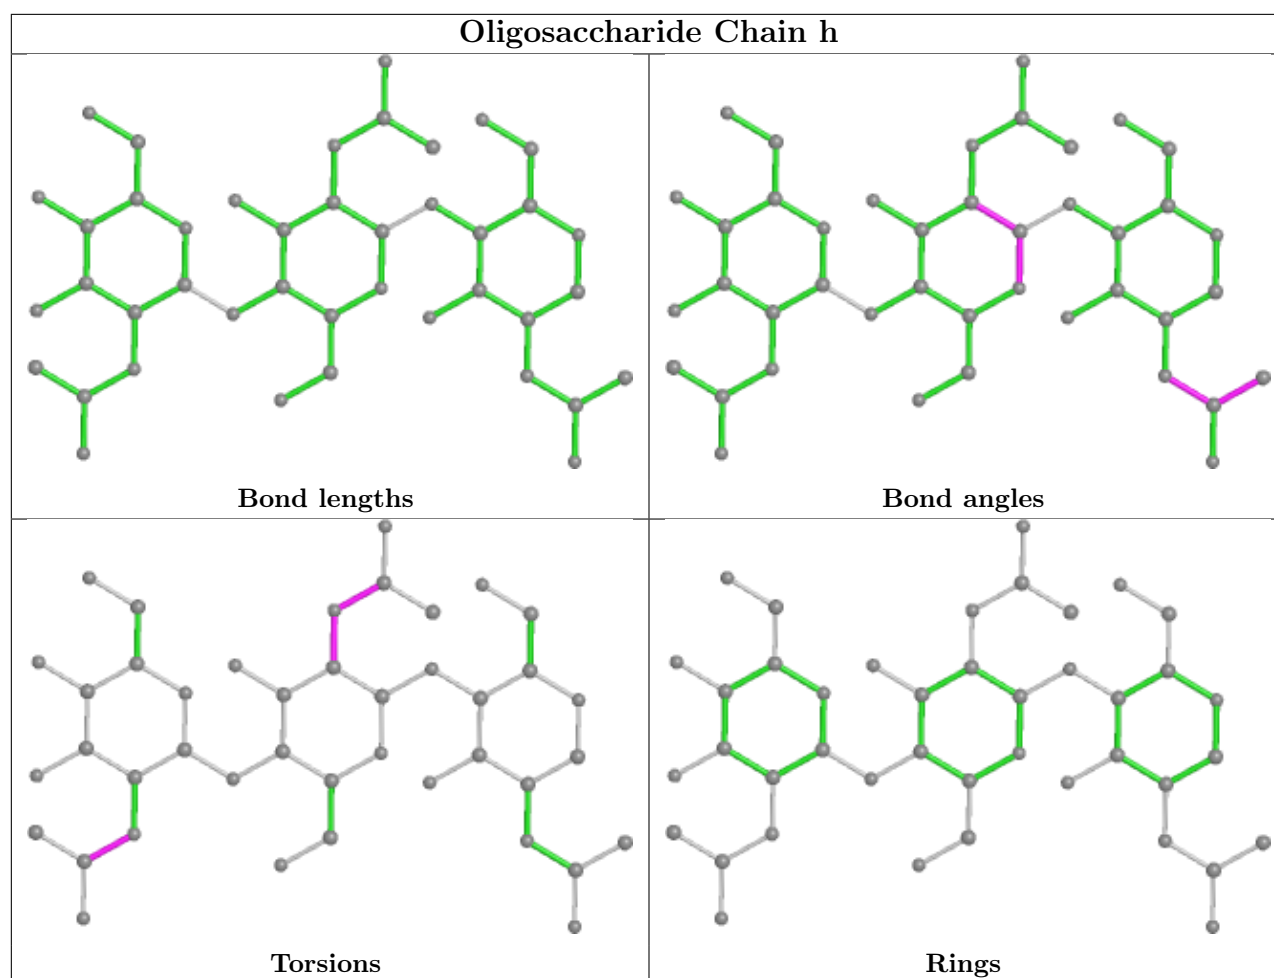 Oligosaccharide Chain h
Bond lengths
Bond angles
Torsions
Rings